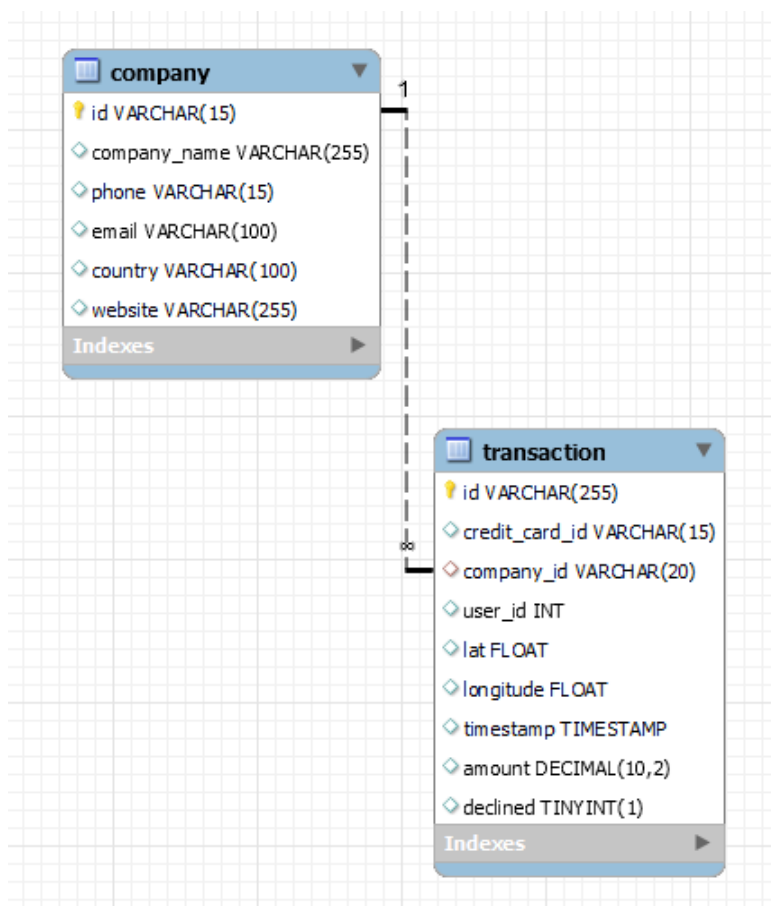 company
1
id VARCHAR(15)
company_name VARCHAR(255)
phone VARCHAR(15)
email VARCHAR(100)
country VARCHAR(100)
website VARCHAR(255)
Indexes
transaction
id VARCHAR(255)
credit_card_id VARCHAR(15)
∞
company_id VARCHAR(20)
user_id INT
lat FLOAT
longitude FLOAT
timestamp TIMESTAMP
amount DECIMAL(10,2)
declined TINYINT(1)
Indexes